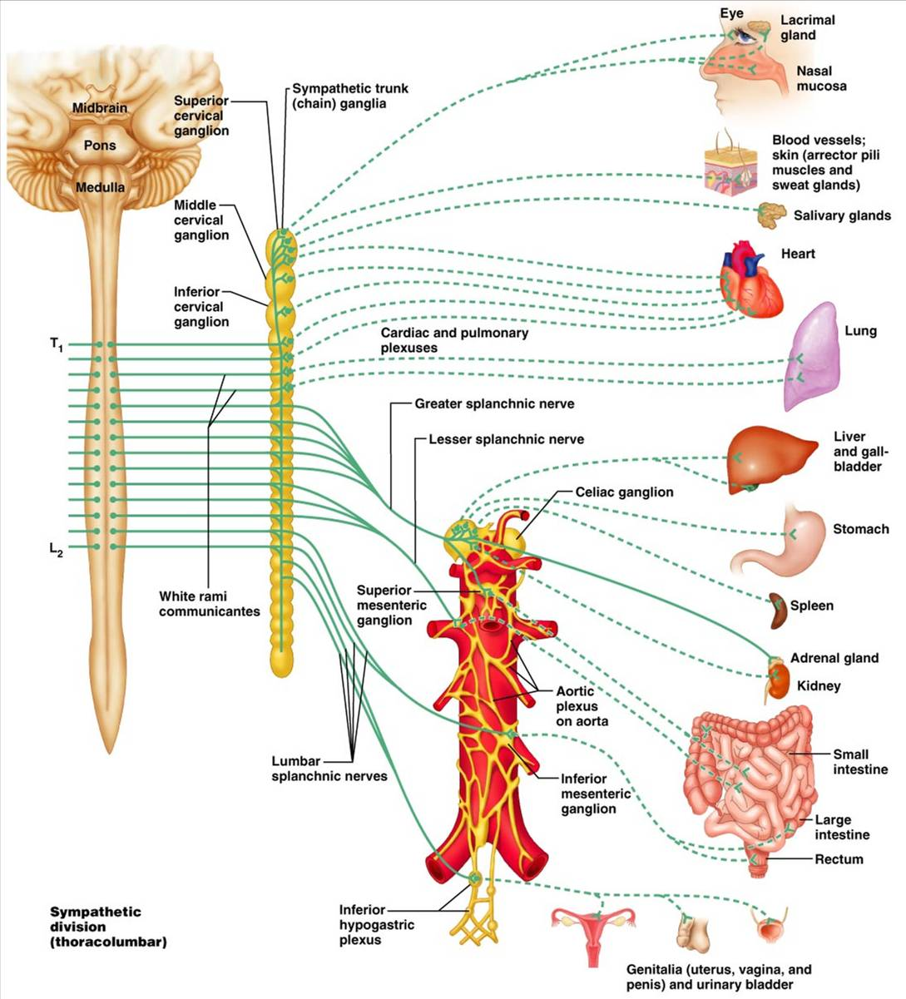 Eye
Lacrimal
gland
Nasal
mucosa
Sympathetic trunk
(chain) ganglia
Superior
cervical
ganglion
Midbrain
Pons
Medulla
Blood vessels;
skin (arrector pili
muscles and
sweat glands)
Middle
cervical
ganglion
Salivary glands
Heart
Inferior
cervical
ganglion
T1
Cardiac and pulmonary
plexuses
Lung
Greater splanchnic nerve
Lesser splanchnic nerve
Liver
and gall-
bladder
Celiac ganglion
Stomach
L2
White rami
communicantes
Superior
mesenteric
ganglion
Spleen
Adrenal gland
Kidney
Aortic
plexus
on aorta
Lumbar
splanchnic nerves
Small
intestine
Inferior
mesenteric
ganglion
Large
intestine
Rectum
Sympathetic
division
(thoracolumbar)
Inferior
hypogastric
plexus
Genitalia (uterus, vagina, and
penis) and urinary bladder